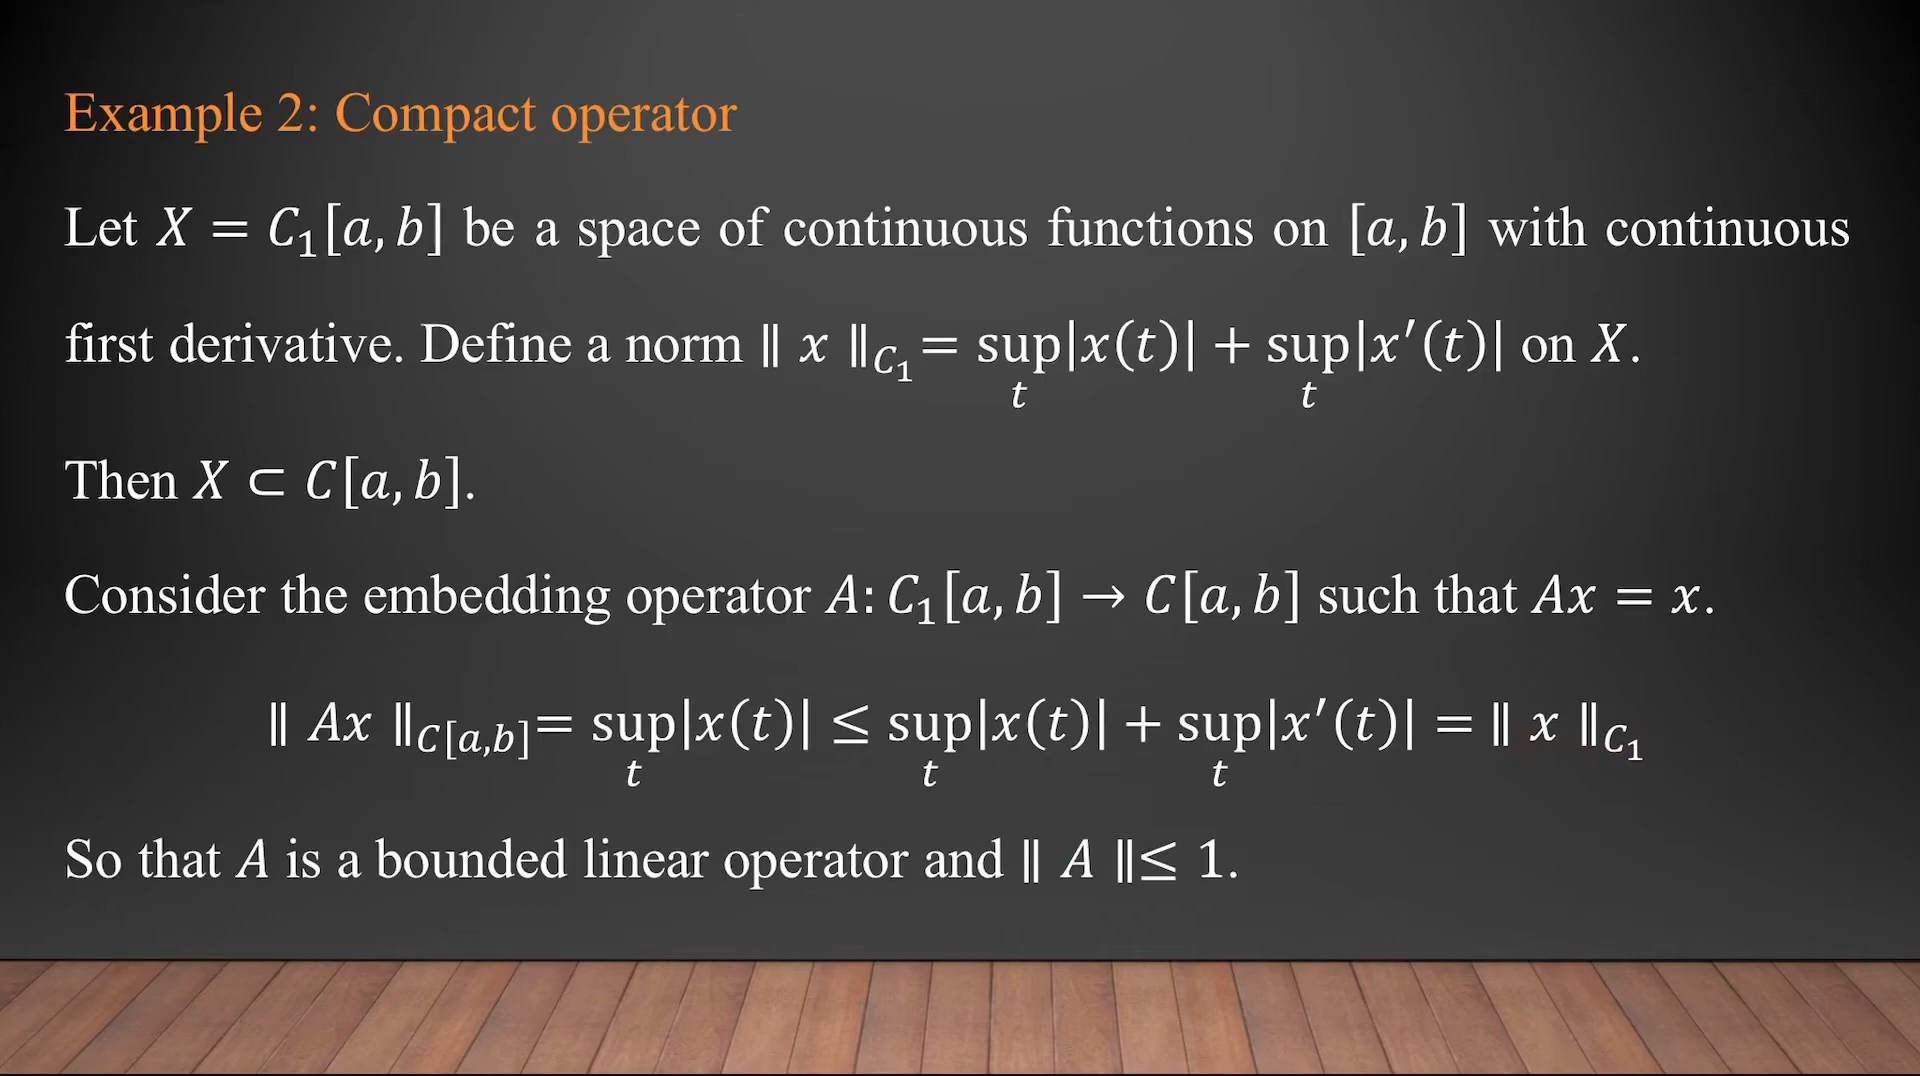 Example 2: Compact operator
Let X = C₁[a, b] be a space of continuous functions on [a, b] with continuous
first derivative. Define a norm ∥ x ∥_{C₁} = sup_t |x(t)| + sup_t |x′(t)| on X.
Then X ⊂ C[a, b].
Consider the embedding operator A: C₁[a, b] → C[a, b] such that Ax = x.
∥ Ax ∥_{C[a,b]} = sup_t |x(t)| ≤ sup_t |x(t)| + sup_t |x′(t)| = ∥ x ∥_{C₁}
So that A is a bounded linear operator and ∥ A ∥ ≤ 1.